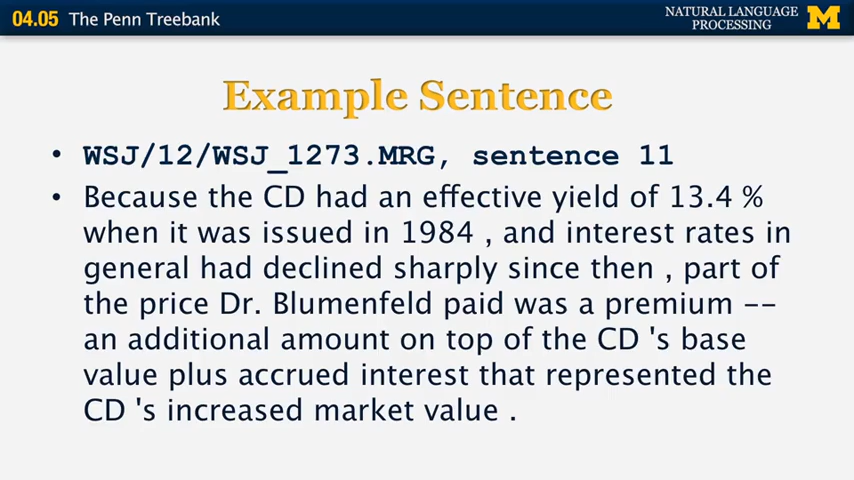 04.05 The Penn Treebank
NATURAL LANGUAGE
PROCESSING
M
Example Sentence
• WSJ/12/WSJ_1273.MRG, sentence 11
• Because the CD had an effective yield of 13.4 %
when it was issued in 1984 , and interest rates in
general had declined sharply since then , part of
the price Dr. Blumenfeld paid was a premium --
an additional amount on top of the CD 's base
value plus accrued interest that represented the
CD 's increased market value .